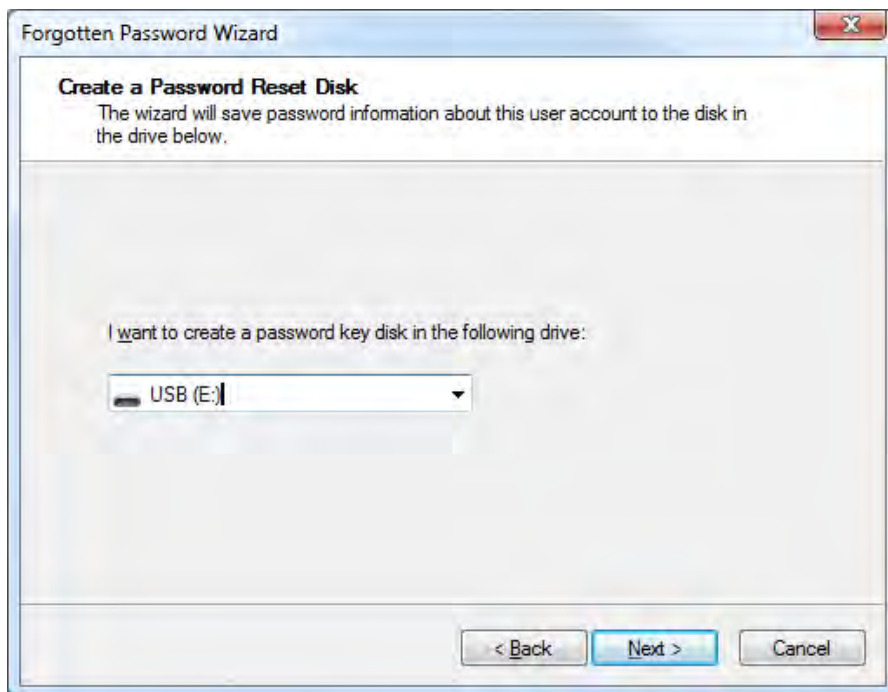 Forgotten Password Wizard
Create a Password Reset Disk
The wizard will save password information about this user account to the disk in
the drive below.
I want to create a password key disk in the following drive:
USB (E:)
< Back Next > Cancel